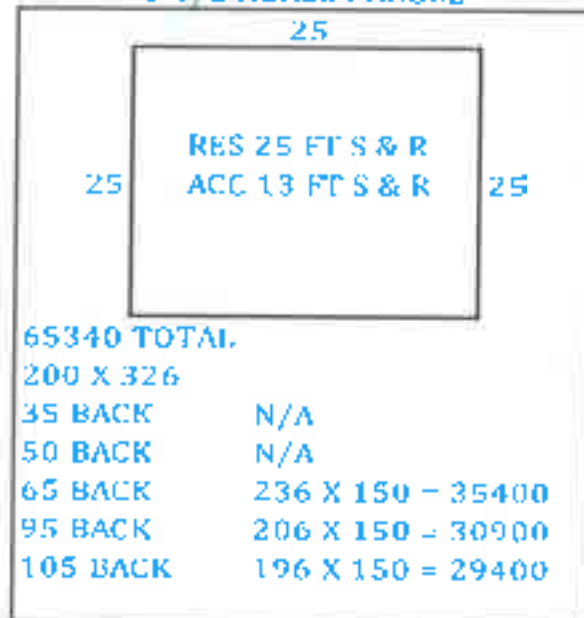 25
RES 25 FT S & R
25 ACC 13 FT S & R 25
65340 TOTAL
200 X 326
35 BACK N/A
50 BACK N/A
65 BACK 236 X 150 = 35400
95 BACK 206 X 150 = 30900
105 BACK 196 X 150 = 29400